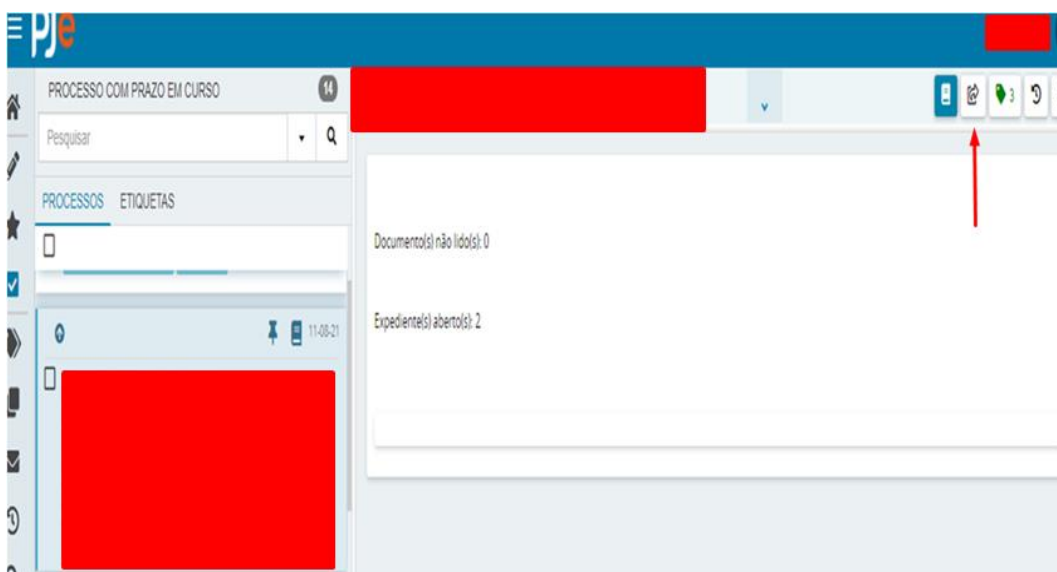 PJe
PROCESSO COM PRAZO EM CURSO 14
Pesquisar
3
PROCESSOS ETIQUETAS
Documento(s) não lido(s): 0
Expediente(s) aberto(s): 2
11-08-21